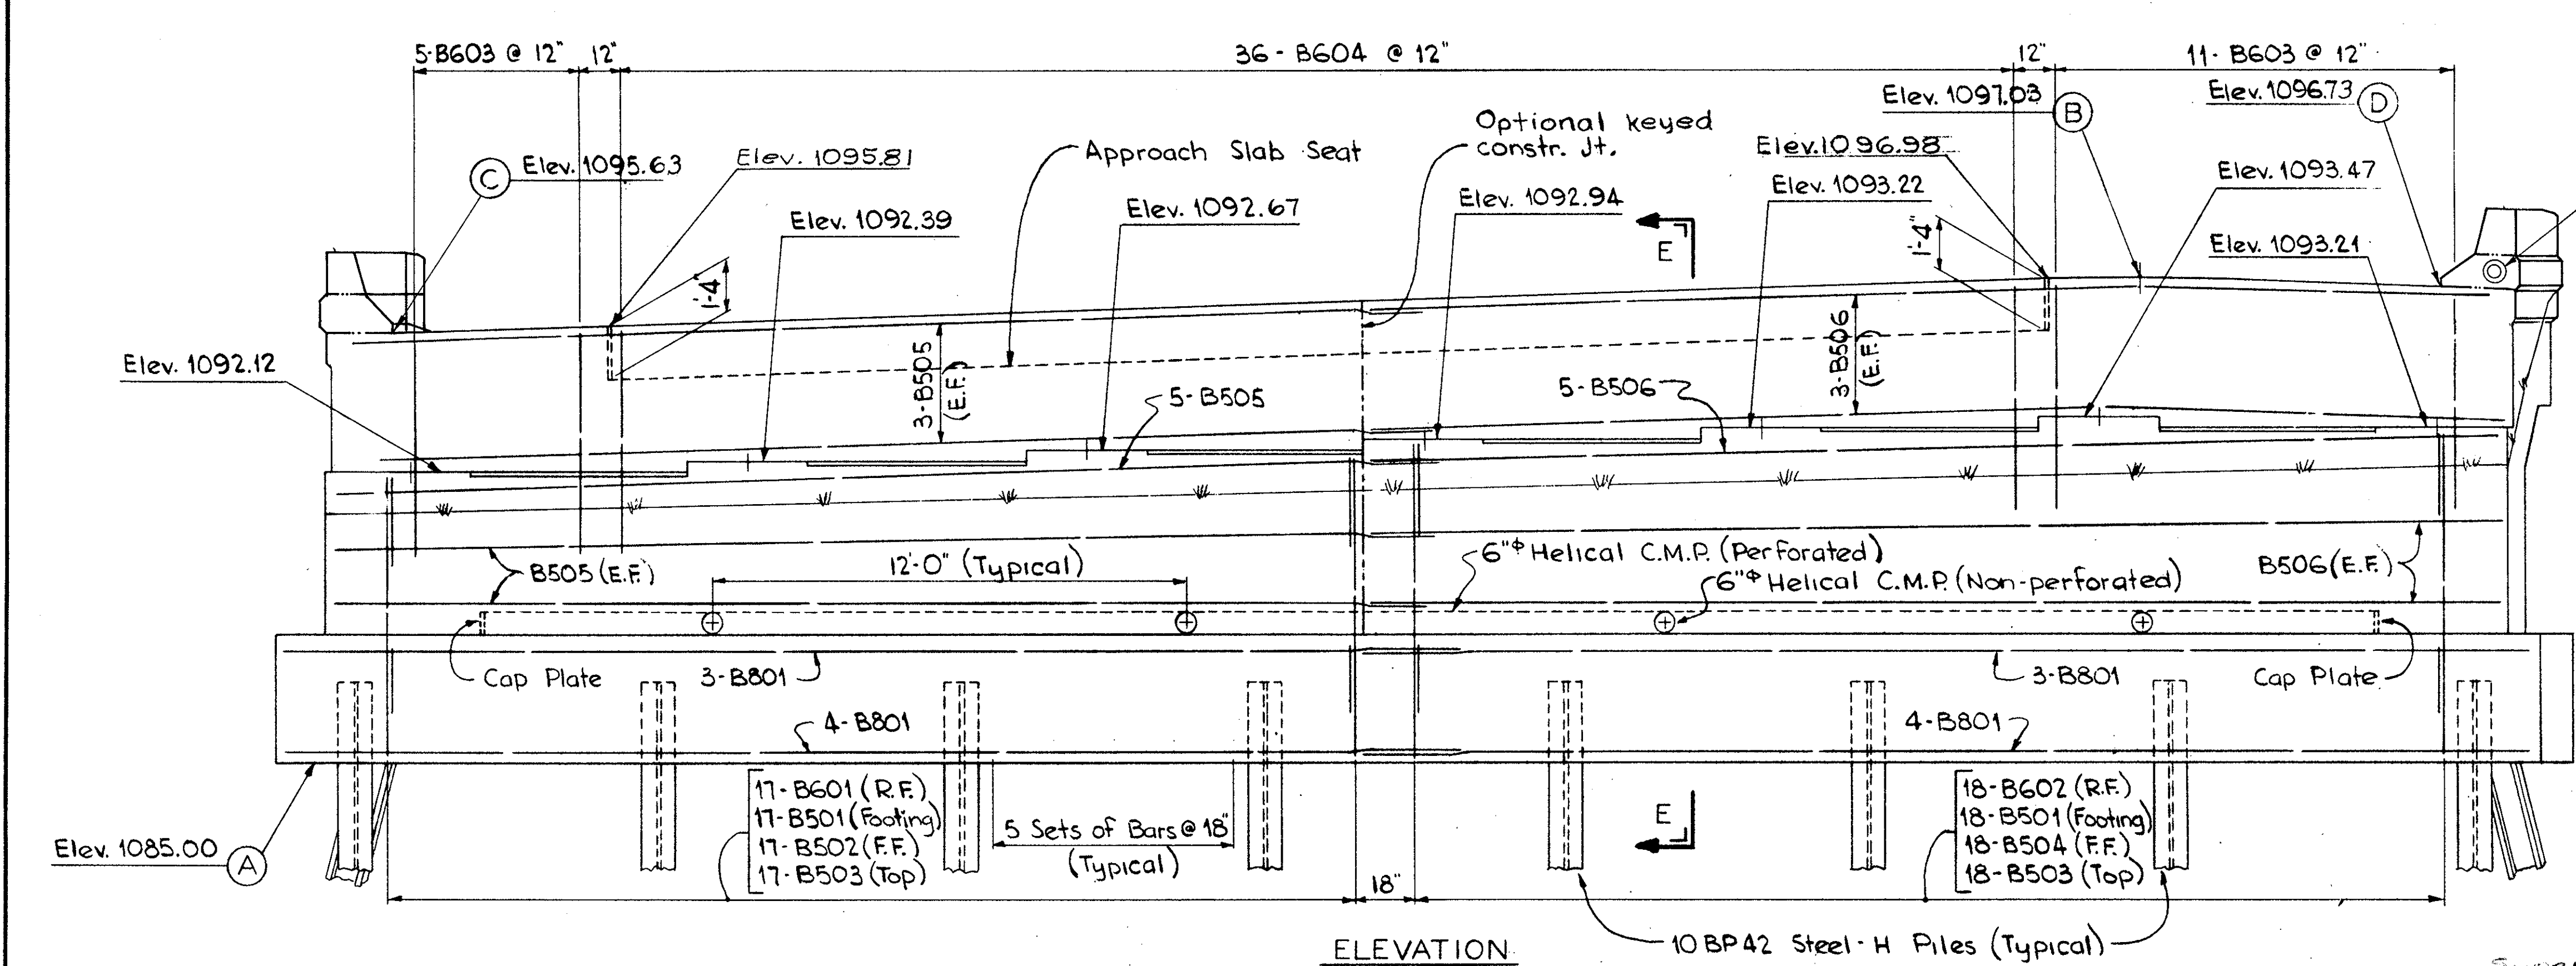 5-B603 @ 12" 12" 36 - B604 @ 12" 12" 11- B603 @ 12"
Elev. 1097.03 B
Elev. 1096.73 D
Optional keyed
constr. Jt.
C Elev. 1095.63
Elev. 1095.81
Approach Slab Seat
Elev. 1096.98
Elev. 1093.47
Elev. 1092.39
Elev. 1092.67
Elev. 1092.94
Elev. 1093.22
E
1'-4"
Elev. 1093.21
1'-4"
Elev. 1092.12
3-B505
(E.F.)
5-B505
5-B506
3-B506
(E.F.)
B505 (E.F.)
12'-0" (Typical)
6"ɸ Helical C.M.P. (Perforated)
6"ɸ Helical C.M.P. (Non-perforated)
B506 (E.F.)
Cap Plate
3-B801
3-B801
Cap Plate
4-B801
4-B801
Elev. 1085.00 A
17-B601 (R.F.)
17-B501 (Footing)
17-B502 (F.F.)
17-B503 (Top)
5 Sets of Bars @ 18"
(Typical)
E
18-B602 (R.F.)
18-B501 (Footing)
18-B504 (F.F.)
18-B503 (Top)
18"
ELEVATION
10 BP 42 Steel-H Piles (Typical)